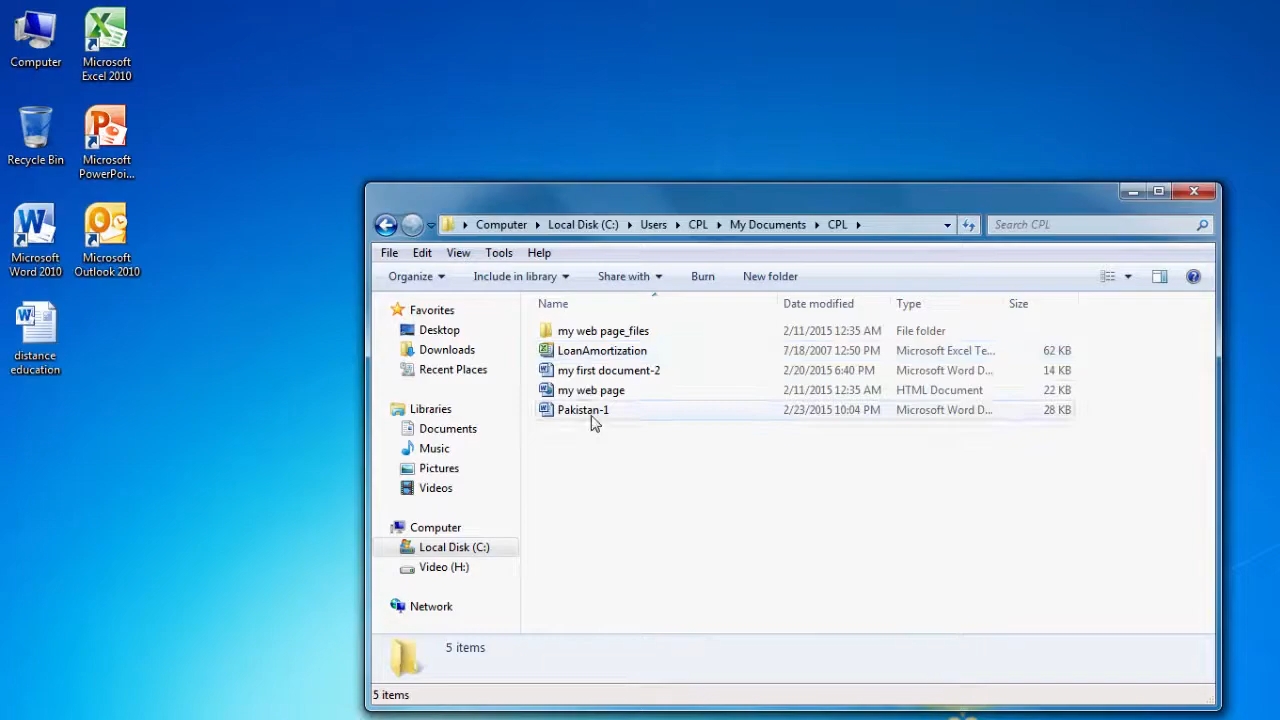 Computer
Microsoft
Excel 2010
Recycle Bin
Microsoft
PowerPoi...
Microsoft
Word 2010
Microsoft
Outlook 2010
distance
education
Computer Local Disk (C:) Users CPL My Documents CPL
Search CPL
File Edit View Tools Help
Organize Include in library Share with Burn New folder
Favorites
Desktop
Downloads
Recent Places
Libraries
Documents
Music
Pictures
Videos
Computer
Local Disk (C:)
Video (H:)
Network
Name Date modified Type Size
my web page_files 2/11/2015 12:35 AM File folder
LoanAmortization 7/18/2007 12:50 PM Microsoft Excel Te... 62 KB
my first document-2 2/20/2015 6:40 PM Microsoft Word D... 14 KB
my web page 2/11/2015 12:35 AM HTML Document 22 KB
Pakistan-1 2/23/2015 10:04 PM Microsoft Word D... 28 KB
5 items
5 items